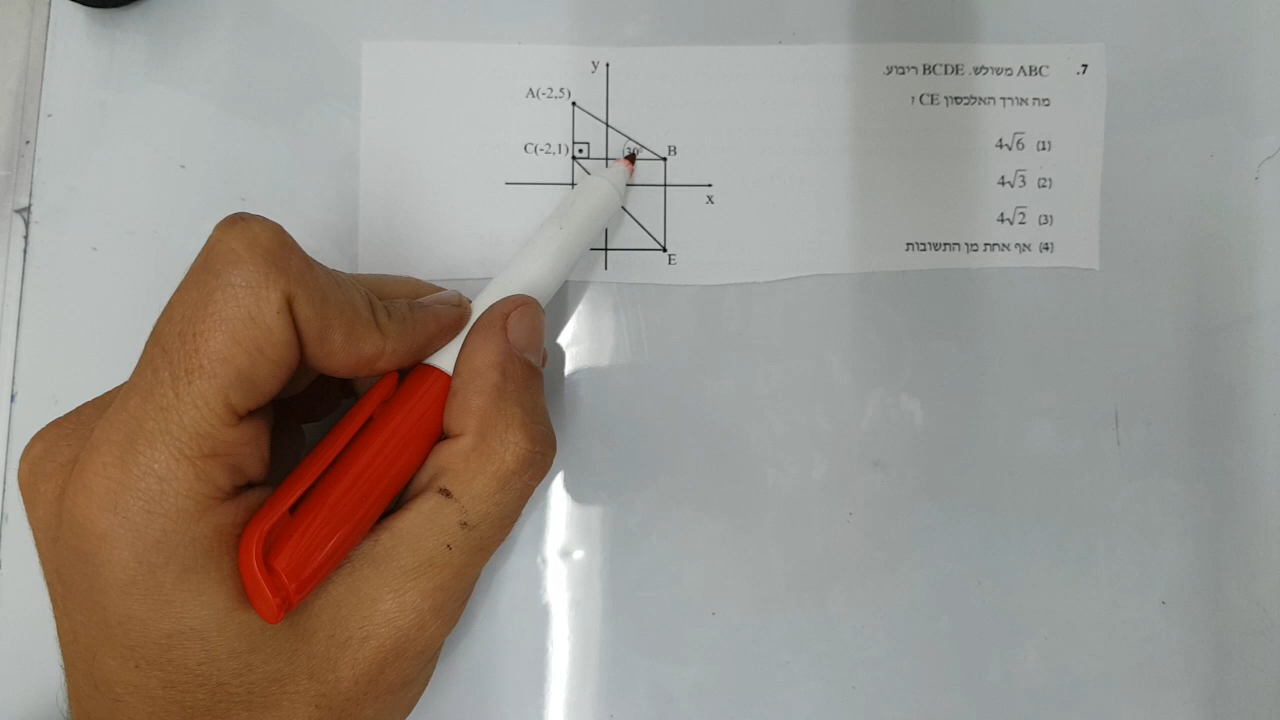 7. ABC משולש. BCDE ריבוע.
מה אורך האלכסון CE ?
(1) 4√6
(2) 4√3
(3) 4√2
(4) אף אחת מן התשובות
y
A(-2,5)
C(-2,1)
30°
B
x
E